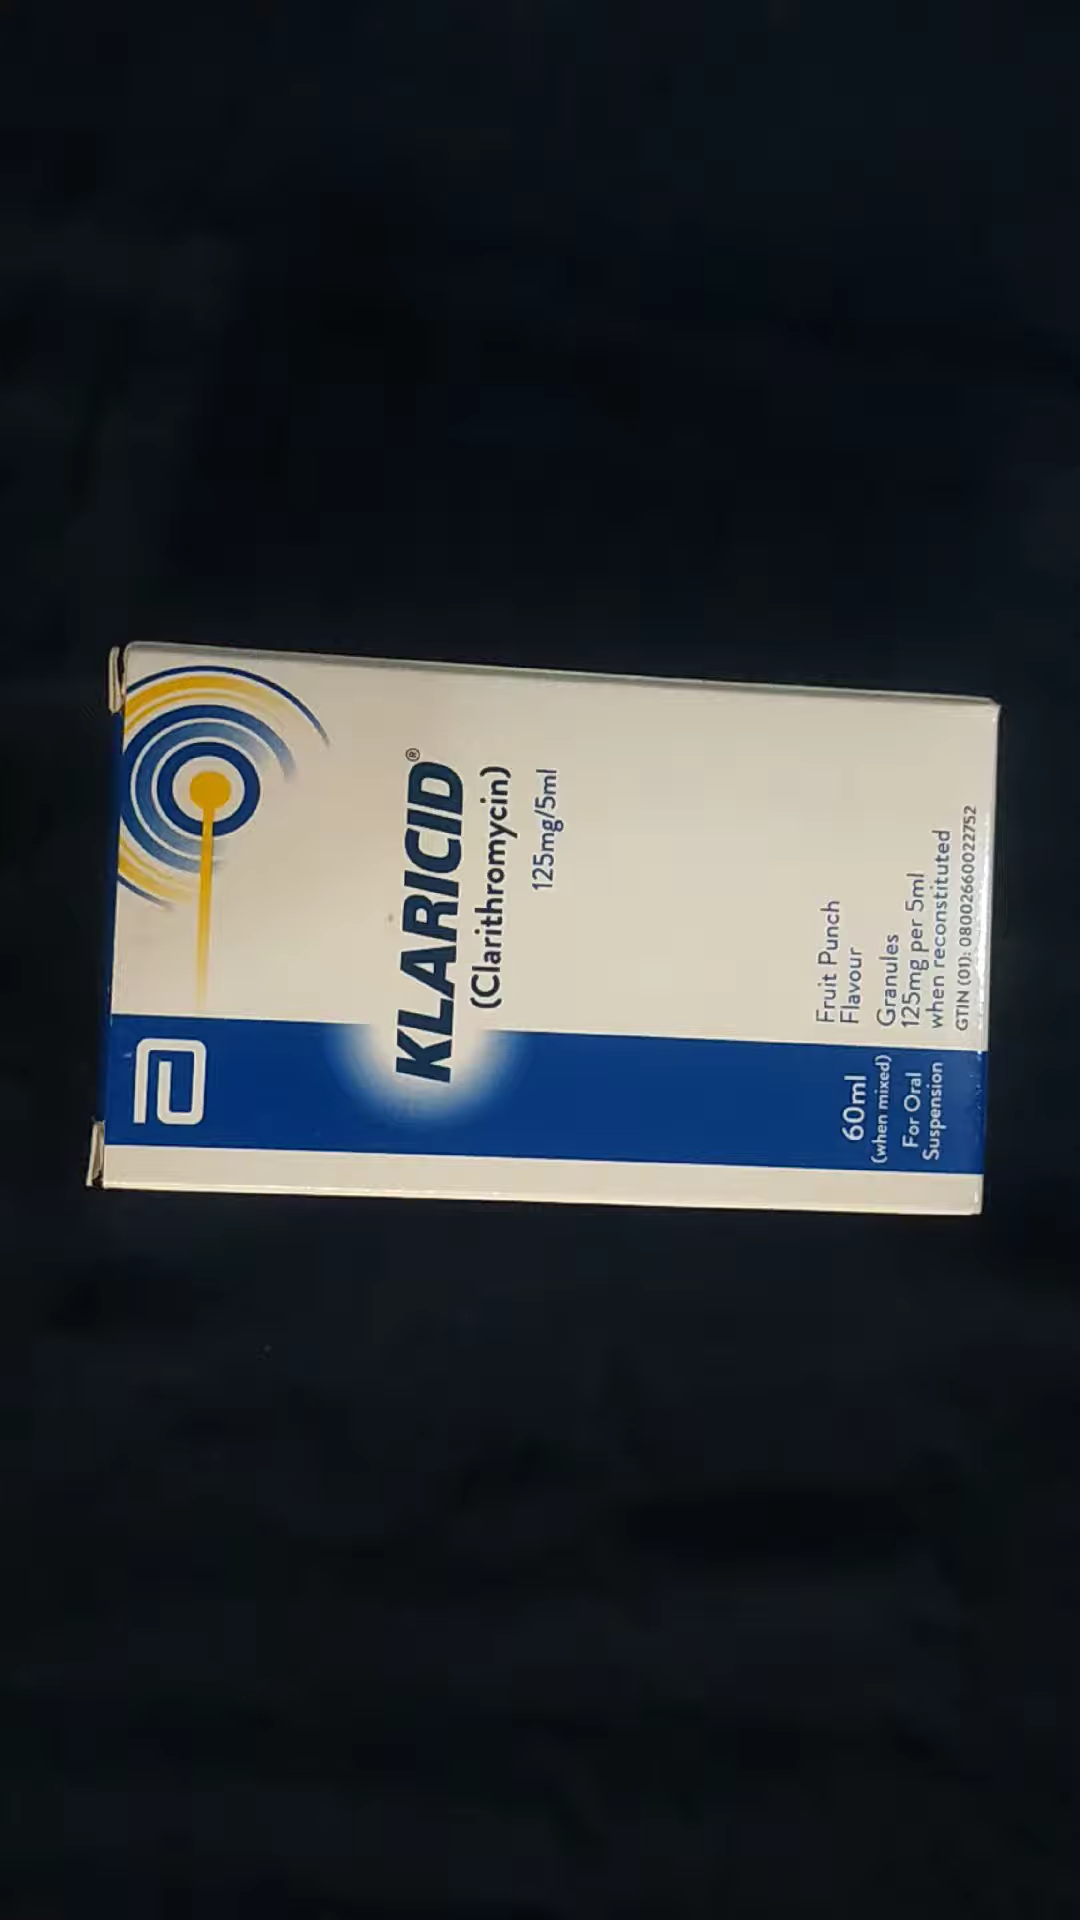 KLARICID®
(Clarithromycin)
125mg/5ml
Fruit Punch
Flavour
Granules
125mg per 5ml
when reconstituted
GTIN (01): 08002660022752
60ml
(when mixed)
For Oral
Suspension